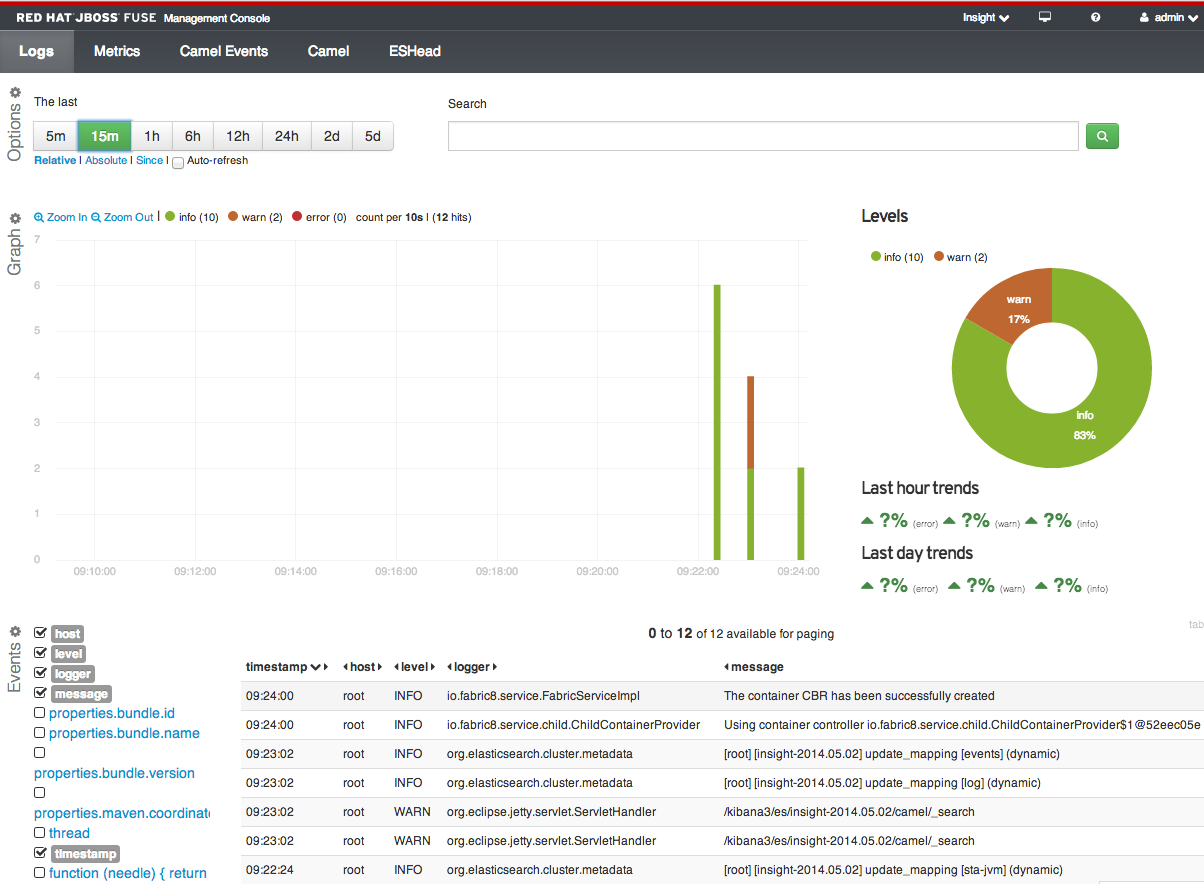 RED HAT JBOSS FUSE Management Console
Insight
admin
Logs Metrics Camel Events Camel ESHead
Options
The last
5m 15m 1h 6h 12h 24h 2d 5d
Relative | Absolute | Since | Auto-refresh
Search
Graph
Zoom In Zoom Out | info (10) warn (2) error (0) count per 10s | (12 hits)
7
6
5
4
3
2
1
0
09:10:00 09:12:00 09:14:00 09:16:00 09:18:00 09:20:00 09:22:00 09:24:00
Levels
info (10) warn (2)
warn
17%
info
83%
Last hour trends
?% (error) ?% (warn) ?% (info)
Last day trends
?% (error) ?% (warn) ?% (info)
Events
host
level
logger
message
properties.bundle.id
properties.bundle.name
properties.bundle.version
properties.maven.coordinate
thread
timestamp
function (needle) { return
0 to 12 of 12 available for paging
tab
timestamp host level logger message
09:24:00 root INFO io.fabric8.service.FabricServiceImpl The container CBR has been successfully created
09:24:00 root INFO io.fabric8.service.child.ChildContainerProvider Using container controller io.fabric8.service.child.ChildContainerProvider$1@52eec05e
09:23:02 root INFO org.elasticsearch.cluster.metadata [root] [insight-2014.05.02] update_mapping [events] (dynamic)
09:23:02 root INFO org.elasticsearch.cluster.metadata [root] [insight-2014.05.02] update_mapping [log] (dynamic)
09:23:02 root WARN org.eclipse.jetty.servlet.ServletHandler /kibana3/es/insight-2014.05.02/camel/_search
09:23:02 root WARN org.eclipse.jetty.servlet.ServletHandler /kibana3/es/insight-2014.05.02/camel/_search
09:22:24 root INFO org.elasticsearch.cluster.metadata [root] [insight-2014.05.02] update_mapping [sta-jvm] (dynamic)